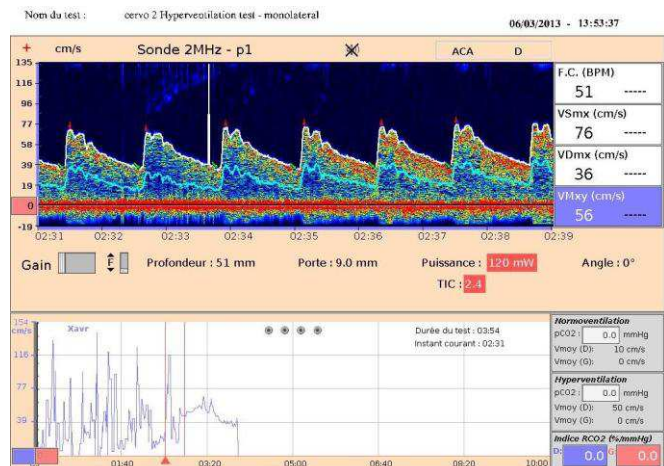 Nom du test : cervo 2 Hyperventilation test - monolateral
06/03/2013 - 13:53:37
+ cm/s Sonde 2MHz - p1 ACA D
135
116
96
77
58
39
19
0
-19
02:31 02:32 02:33 02:34 02:35 02:36 02:37 02:38 02:39
F.C. (BPM)
51 -----
VSmx (cm/s)
76 -----
VDmx (cm/s)
36 -----
VMxy (cm/s)
56 -----
Gain F Profondeur : 51 mm Porte : 9.0 mm Puissance : 120 mW Angle : 0°
TIC : 2.4
154
cm/s
116
77
39
Xavr
Durée du test : 03:54
Instant courant : 02:31
01:40 03:20 05:00 06:40 08:20 10:00
Normoventilation
pCO2 : 0.0 mmHg
Vmoy (D): 10 cm/s
Vmoy (G): 0 cm/s
Hyperventilation
pCO2 : 0.0 mmHg
Vmoy (D): 50 cm/s
Vmoy (G): 0 cm/s
Indice RCO2 (%/mmHg)
D: 0.0 G: 0.0